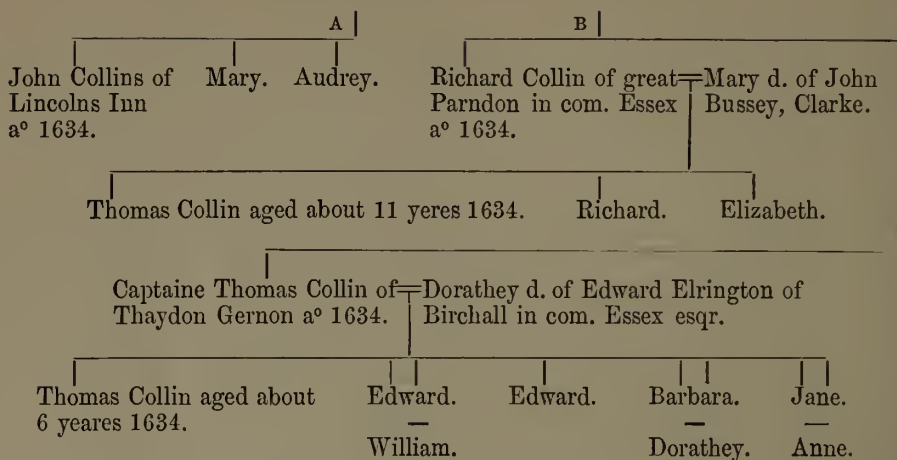 A B
John Collins of
Lincolns Inn
aº 1634.
Mary. Audrey.
Richard Collin of great
Parndon in com. Essex
aº 1634.
Mary d. of John
Bussey, Clarke.
Thomas Collin aged about 11 yeres 1634. Richard. Elizabeth.
Captaine Thomas Collin of
Thaydon Gernon aº 1634.
Dorathey d. of Edward Elrington of
Birchall in com. Essex esqr.
Thomas Collin aged about
6 yeares 1634.
Edward.
William.
Edward.
Barbara.
Dorathey.
Jane.
Anne.